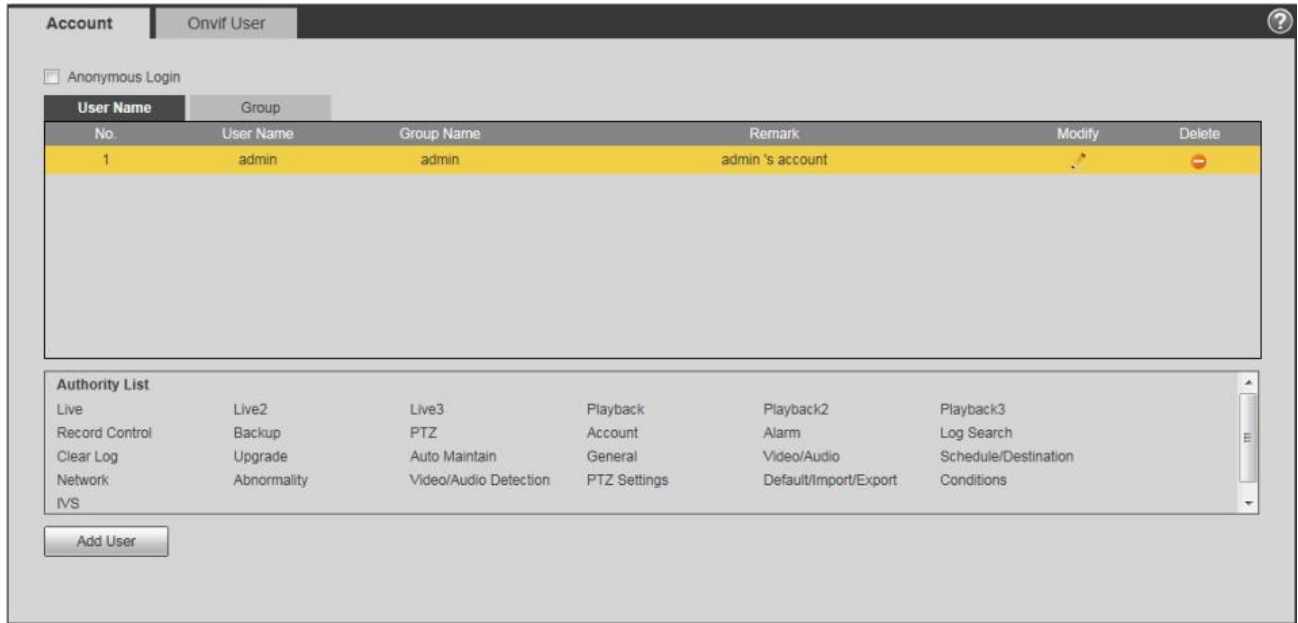 Account Onvif User ?
Anonymous Login
User Name Group
No. User Name Group Name Remark Modify Delete
1 admin admin admin 's account
Authority List
Live Live2 Live3 Playback Playback2 Playback3
Record Control Backup PTZ Account Alarm Log Search
Clear Log Upgrade Auto Maintain General Video/Audio Schedule/Destination
Network Abnormality Video/Audio Detection PTZ Settings Default/Import/Export Conditions
IVS
Add User